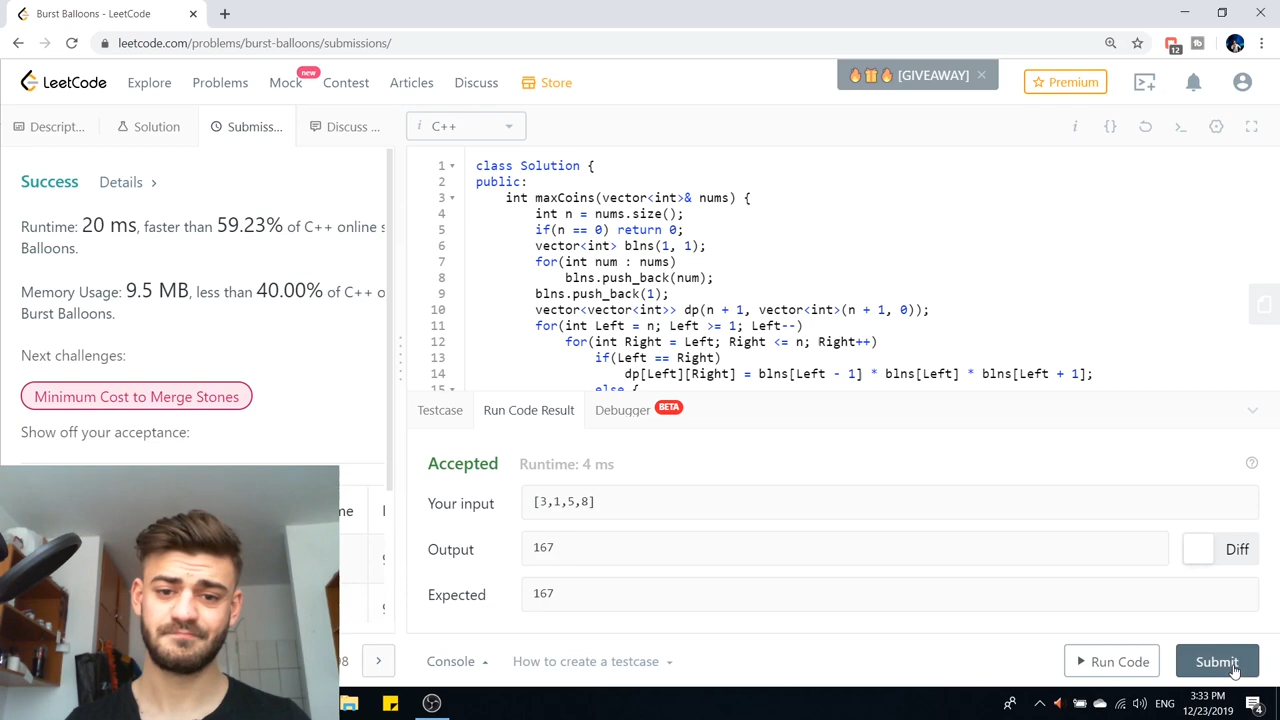 Burst Balloons - LeetCode
leetcode.com/problems/burst-balloons/submissions/
12
LeetCode
Explore
Problems
Mock
new
Contest
Articles
Discuss
Store
[GIVEAWAY]
Premium
Descript...
Solution
Submiss...
Discuss ...
i C++
Success
Details
Runtime: 20 ms, faster than 59.23% of C++ online s
Balloons.
Memory Usage: 9.5 MB, less than 40.00% of C++ o
Burst Balloons.
Next challenges:
Minimum Cost to Merge Stones
Show off your acceptance:
me
1 class Solution {
2 public:
3 int maxCoins(vector<int>& nums) {
4 int n = nums.size();
5 if(n == 0) return 0;
6 vector<int> blns(1, 1);
7 for(int num : nums)
8 blns.push_back(num);
9 blns.push_back(1);
10 vector<vector<int>> dp(n + 1, vector<int>(n + 1, 0));
11 for(int Left = n; Left >= 1; Left--)
12 for(int Right = Left; Right <= n; Right++)
13 if(Left == Right)
14 dp[Left][Right] = blns[Left - 1] * blns[Left] * blns[Left + 1];
15 else {
Testcase
Run Code Result
Debugger
BETA
Accepted
Runtime: 4 ms
Your input
[3,1,5,8]
Output
167
Diff
Expected
167
Console
How to create a testcase
Run Code
Submit
ENG
3:33 PM
12/23/2019
4